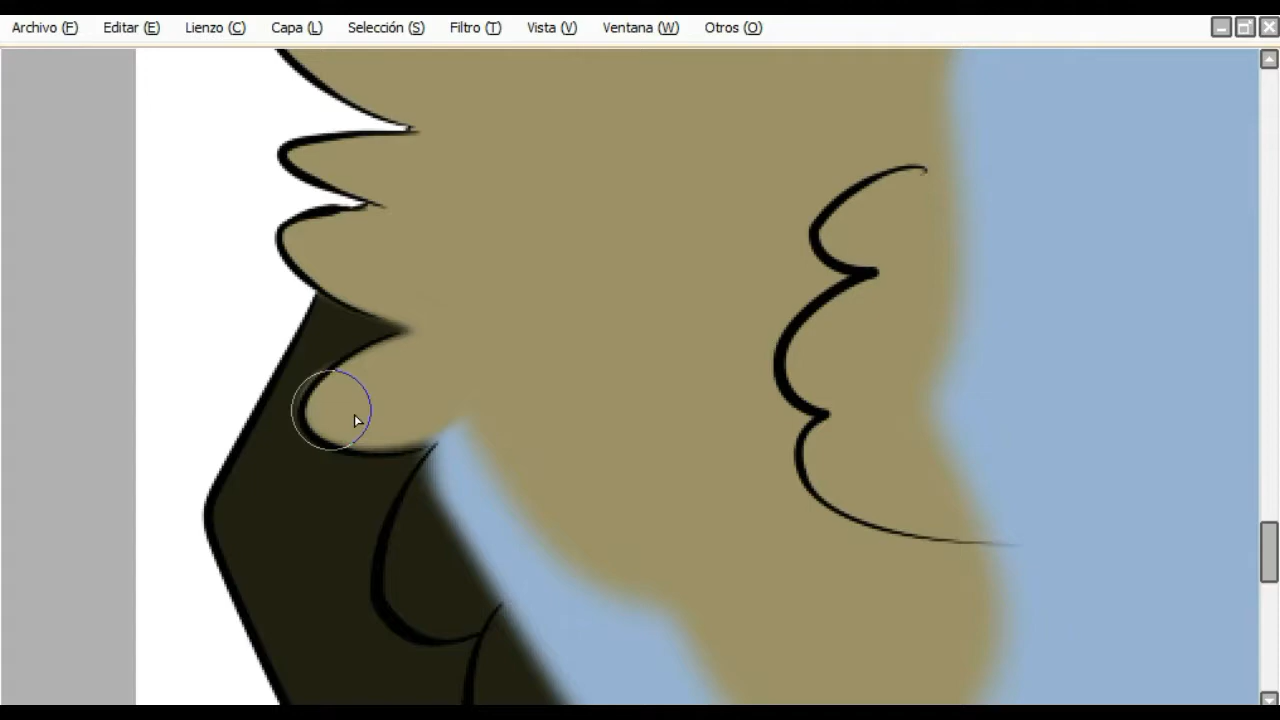 Archivo (F) Editar (E) Lienzo (C) Capa (L) Selección (S) Filtro (T) Vista (V) Ventana (W) Otros (O)